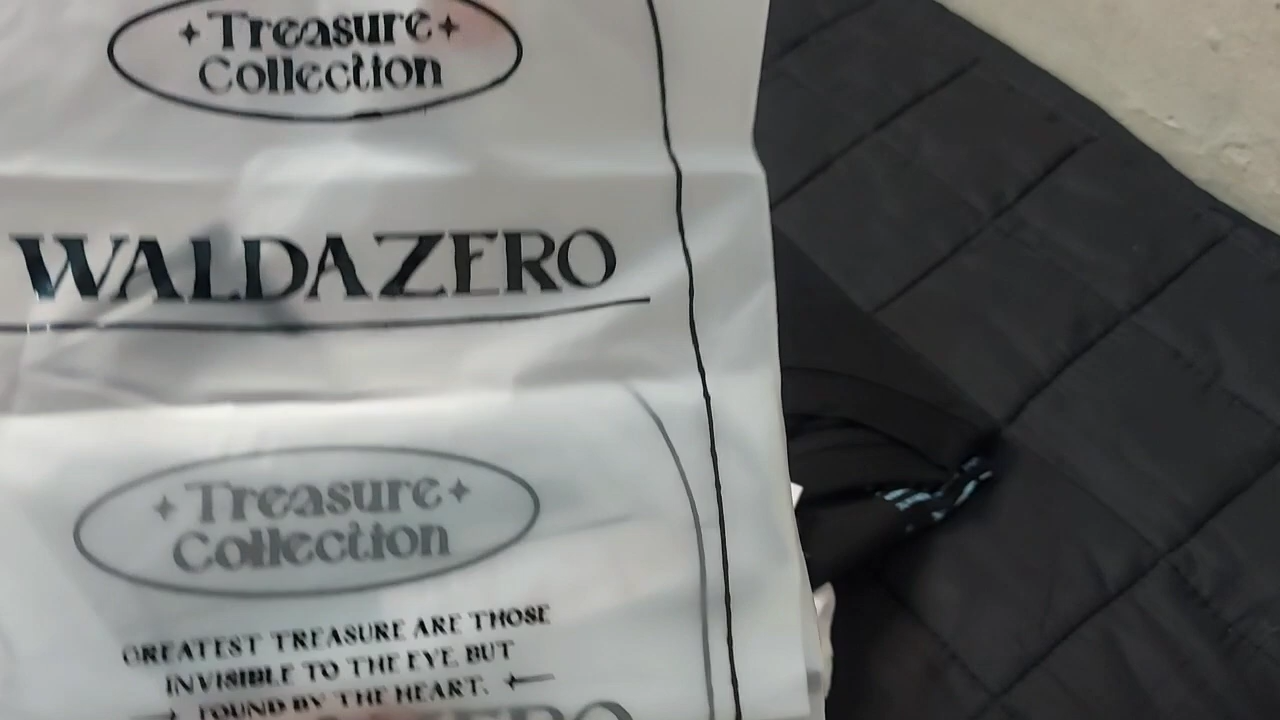 Treasure
Collection
WALDAZERO
Treasure
Collection
GREATEST TREASURE ARE THOSE
INVISIBLE TO THE EYE BUT
FOUND BY THE HEART.